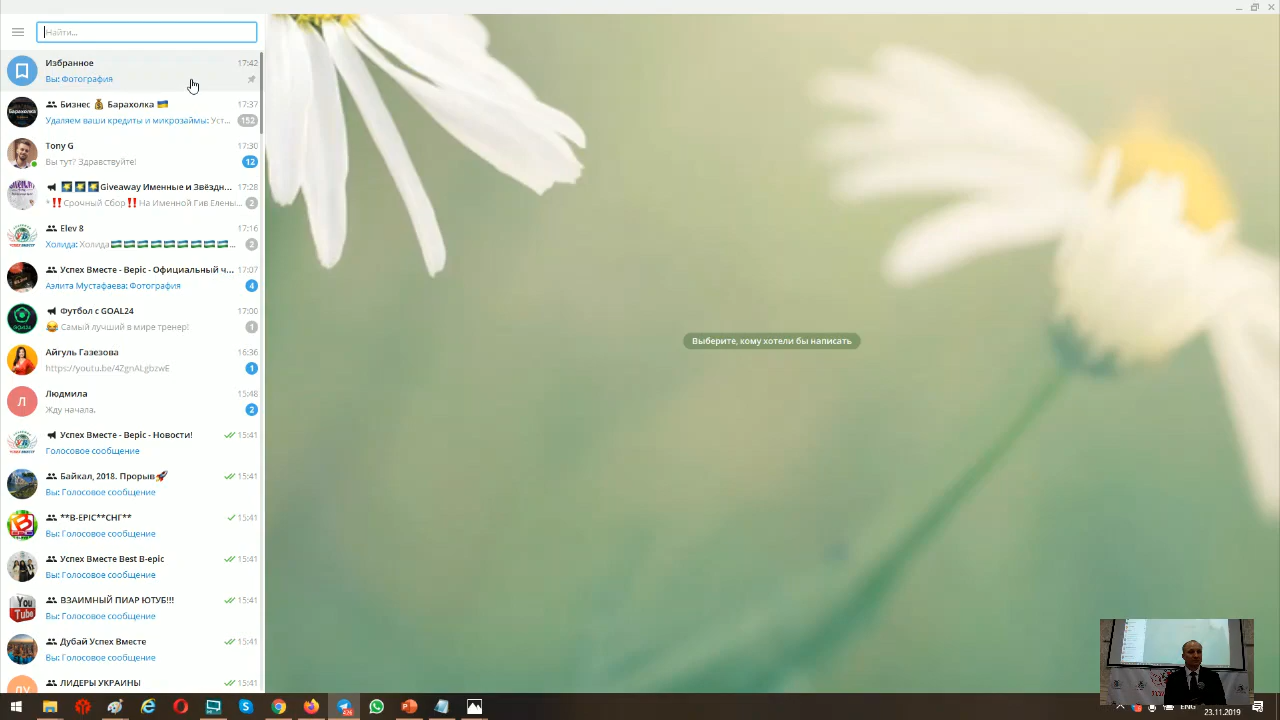 Найти...
Избранное 17:42
Вы: Фотография
Бизнес 💰 Барахолка 🇺🇦 17:37
Удаляем ваши кредиты и микрозаймы: Уст... 152
Tony G 17:30
Вы тут? Здравствуйте! 12
Giveaway Именные и Звёздн... 17:28
*‼️Срочный Сбор‼️На Именной Гив Елены... 2
Elev 8 17:16
Холида: Холида🇺🇿🇺🇿🇺🇿🇺🇿🇺🇿🇺🇿🇺🇿🇺🇿🇺🇿... 2
Успех Вместе - Bepic - Официальный ч... 17:07
Аэлита Мустафаева: Фотография 4
Футбол с GOAL24 17:00
😂 Самый лучший в мире тренер! 1
Айгуль Газезова 16:36
https://youtu.be/4ZgnALgbzwE 1
Л
Людмила 15:48
Жду начала. 2
Успех Вместе - Bepic - Новости! 15:41
Голосовое сообщение
Байкал, 2018. Прорыв🚀 15:41
Вы: Голосовое сообщение
**B-EPIC**СНГ** 15:41
Вы: Голосовое сообщение
Успех Вместе Best B-epic 15:41
Вы: Голосовое сообщение
ВЗАИМНЫЙ ПИАР ЮТУБ!!! 15:41
Вы: Голосовое сообщение
You
Tube
Дубай Успех Вместе 15:41
Вы: Голосовое сообщение
ЛИДЕРЫ УКРАИНЫ 15:41
Выберите, кому хотели бы написать
23.11.2019